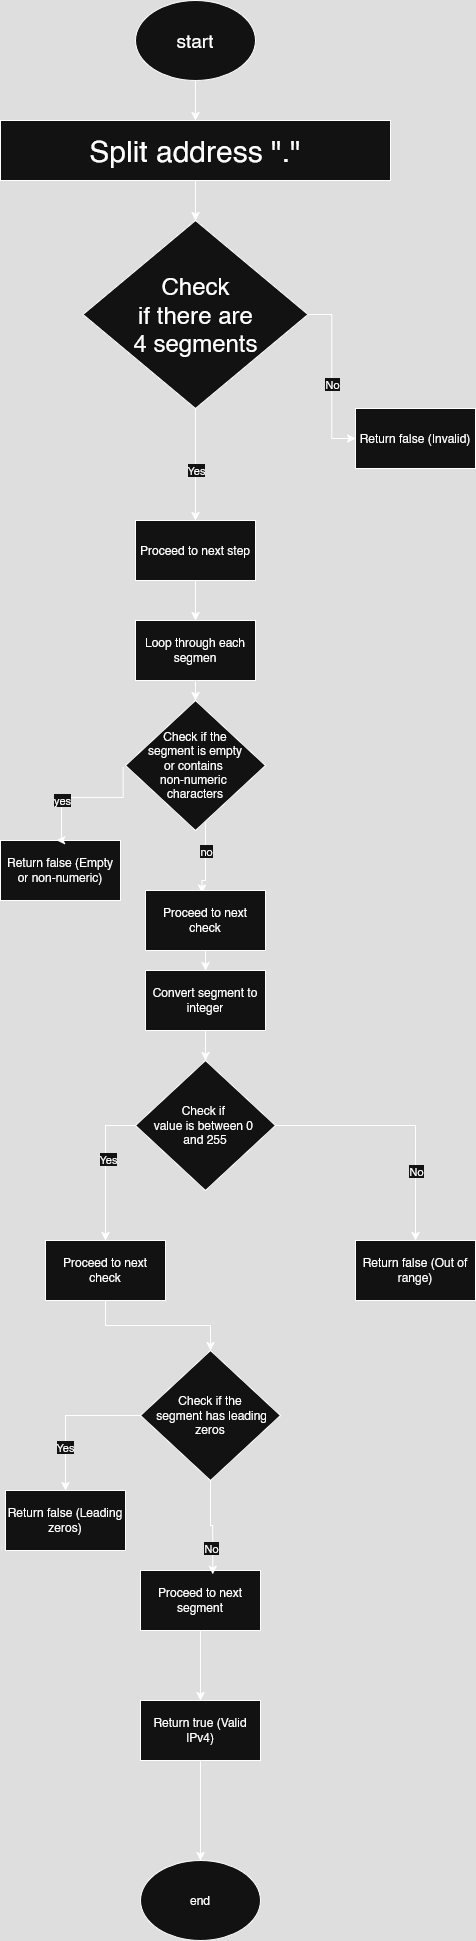 start
Split address "."
Check
if there are
4 segments
No
Return false (Invalid)
Yes
Proceed to next step
Loop through each
segmen
Check if the
segment is empty
or contains
non-numeric
characters
yes
Return false (Empty
or non-numeric)
no
Proceed to next
check
Convert segment to
integer
Check if
value is between 0
and 255
Yes
No
Proceed to next
check
Return false (Out of
range)
Check if the
segment has leading
zeros
Yes
Return false (Leading
zeros)
No
Proceed to next
segment
Return true (Valid
IPv4)
end